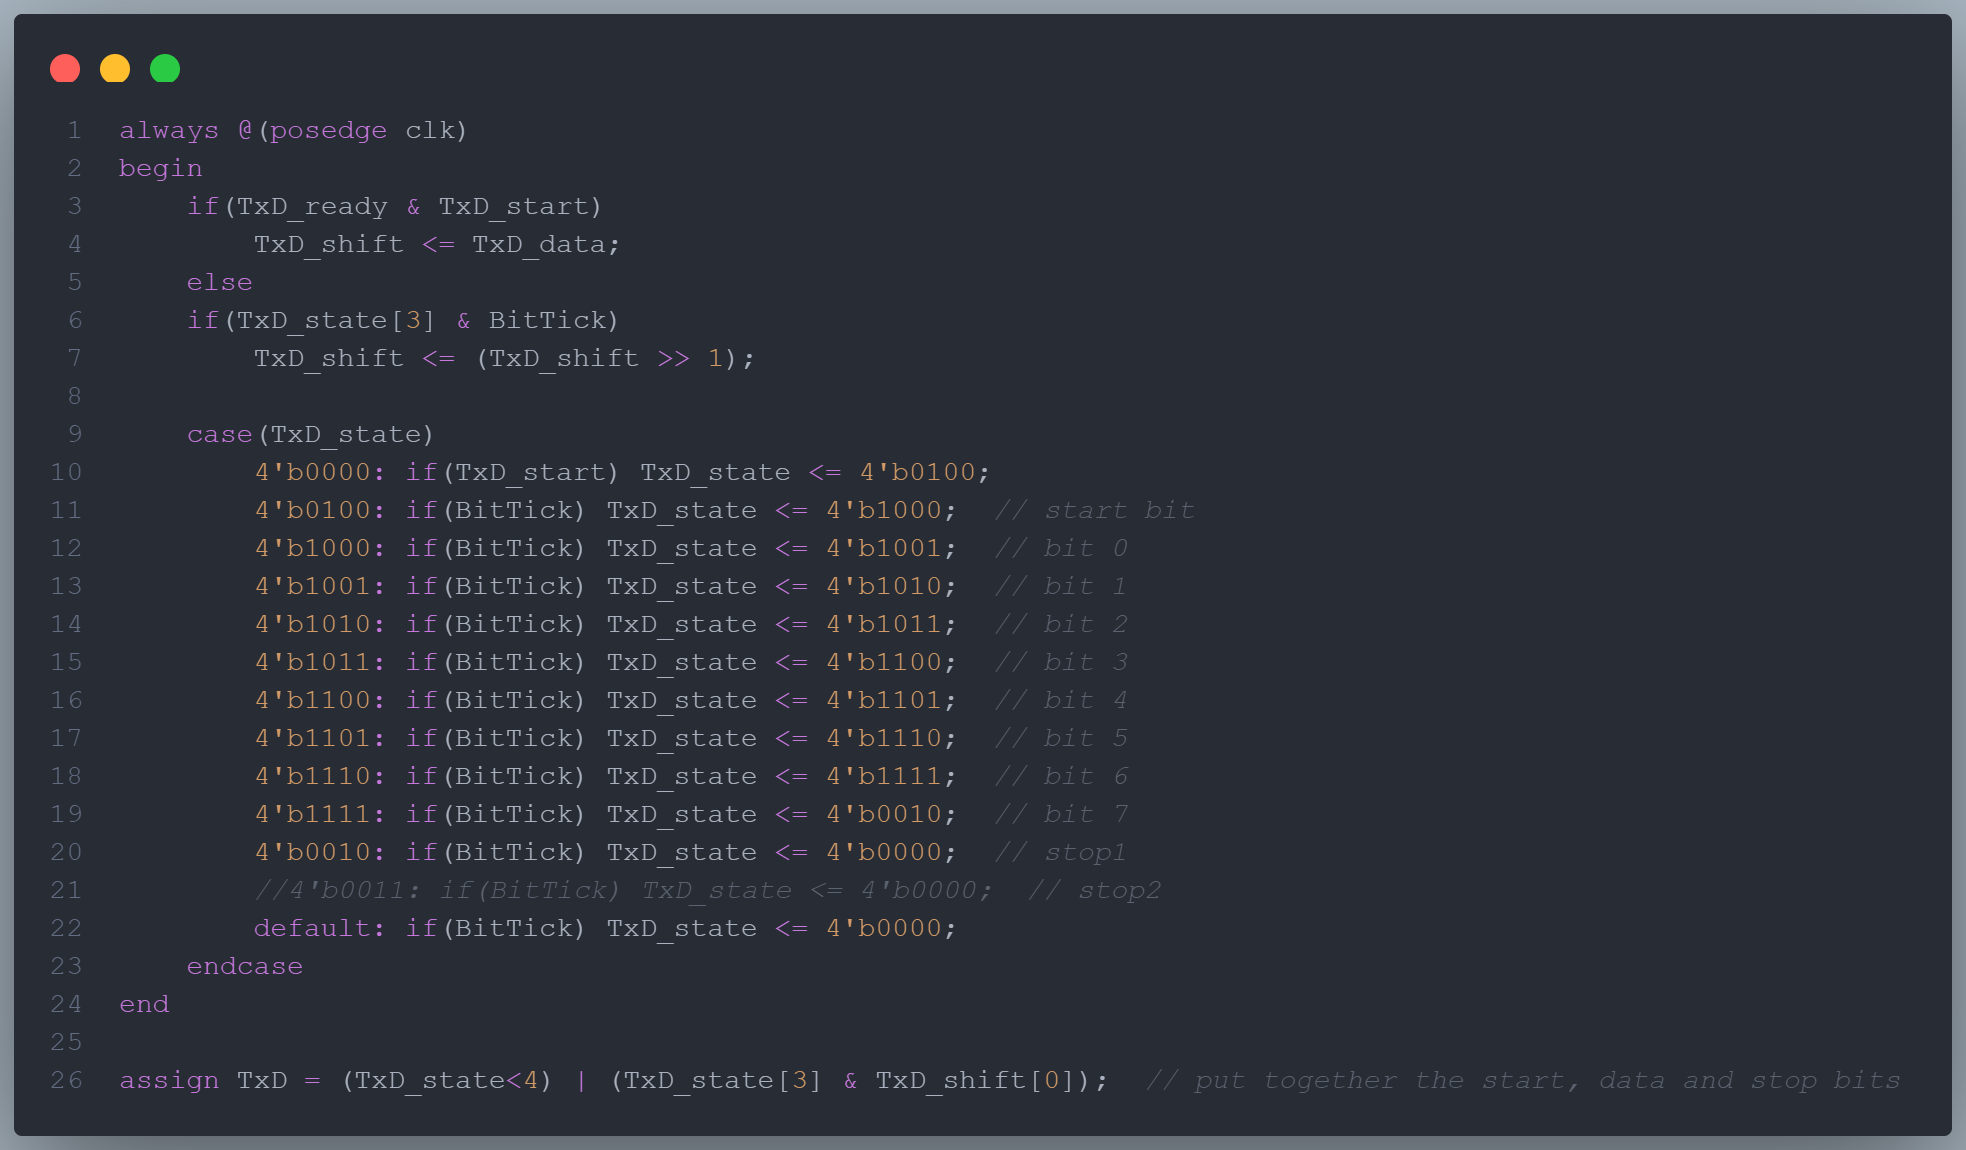 1 always @(posedge clk)
2 begin
3     if(TxD_ready & TxD_start)
4         TxD_shift <= TxD_data;
5     else
6     if(TxD_state[3] & BitTick)
7         TxD_shift <= (TxD_shift >> 1);
8
9     case(TxD_state)
10         4'b0000: if(TxD_start) TxD_state <= 4'b0100;
11         4'b0100: if(BitTick) TxD_state <= 4'b1000;  // start bit
12         4'b1000: if(BitTick) TxD_state <= 4'b1001;  // bit 0
13         4'b1001: if(BitTick) TxD_state <= 4'b1010;  // bit 1
14         4'b1010: if(BitTick) TxD_state <= 4'b1011;  // bit 2
15         4'b1011: if(BitTick) TxD_state <= 4'b1100;  // bit 3
16         4'b1100: if(BitTick) TxD_state <= 4'b1101;  // bit 4
17         4'b1101: if(BitTick) TxD_state <= 4'b1110;  // bit 5
18         4'b1110: if(BitTick) TxD_state <= 4'b1111;  // bit 6
19         4'b1111: if(BitTick) TxD_state <= 4'b0010;  // bit 7
20         4'b0010: if(BitTick) TxD_state <= 4'b0000;  // stop1
21         //4'b0011: if(BitTick) TxD_state <= 4'b0000;  // stop2
22         default: if(BitTick) TxD_state <= 4'b0000;
23     endcase
24 end
25
26 assign TxD = (TxD_state<4) | (TxD_state[3] & TxD_shift[0]);  // put together the start, data and stop bits